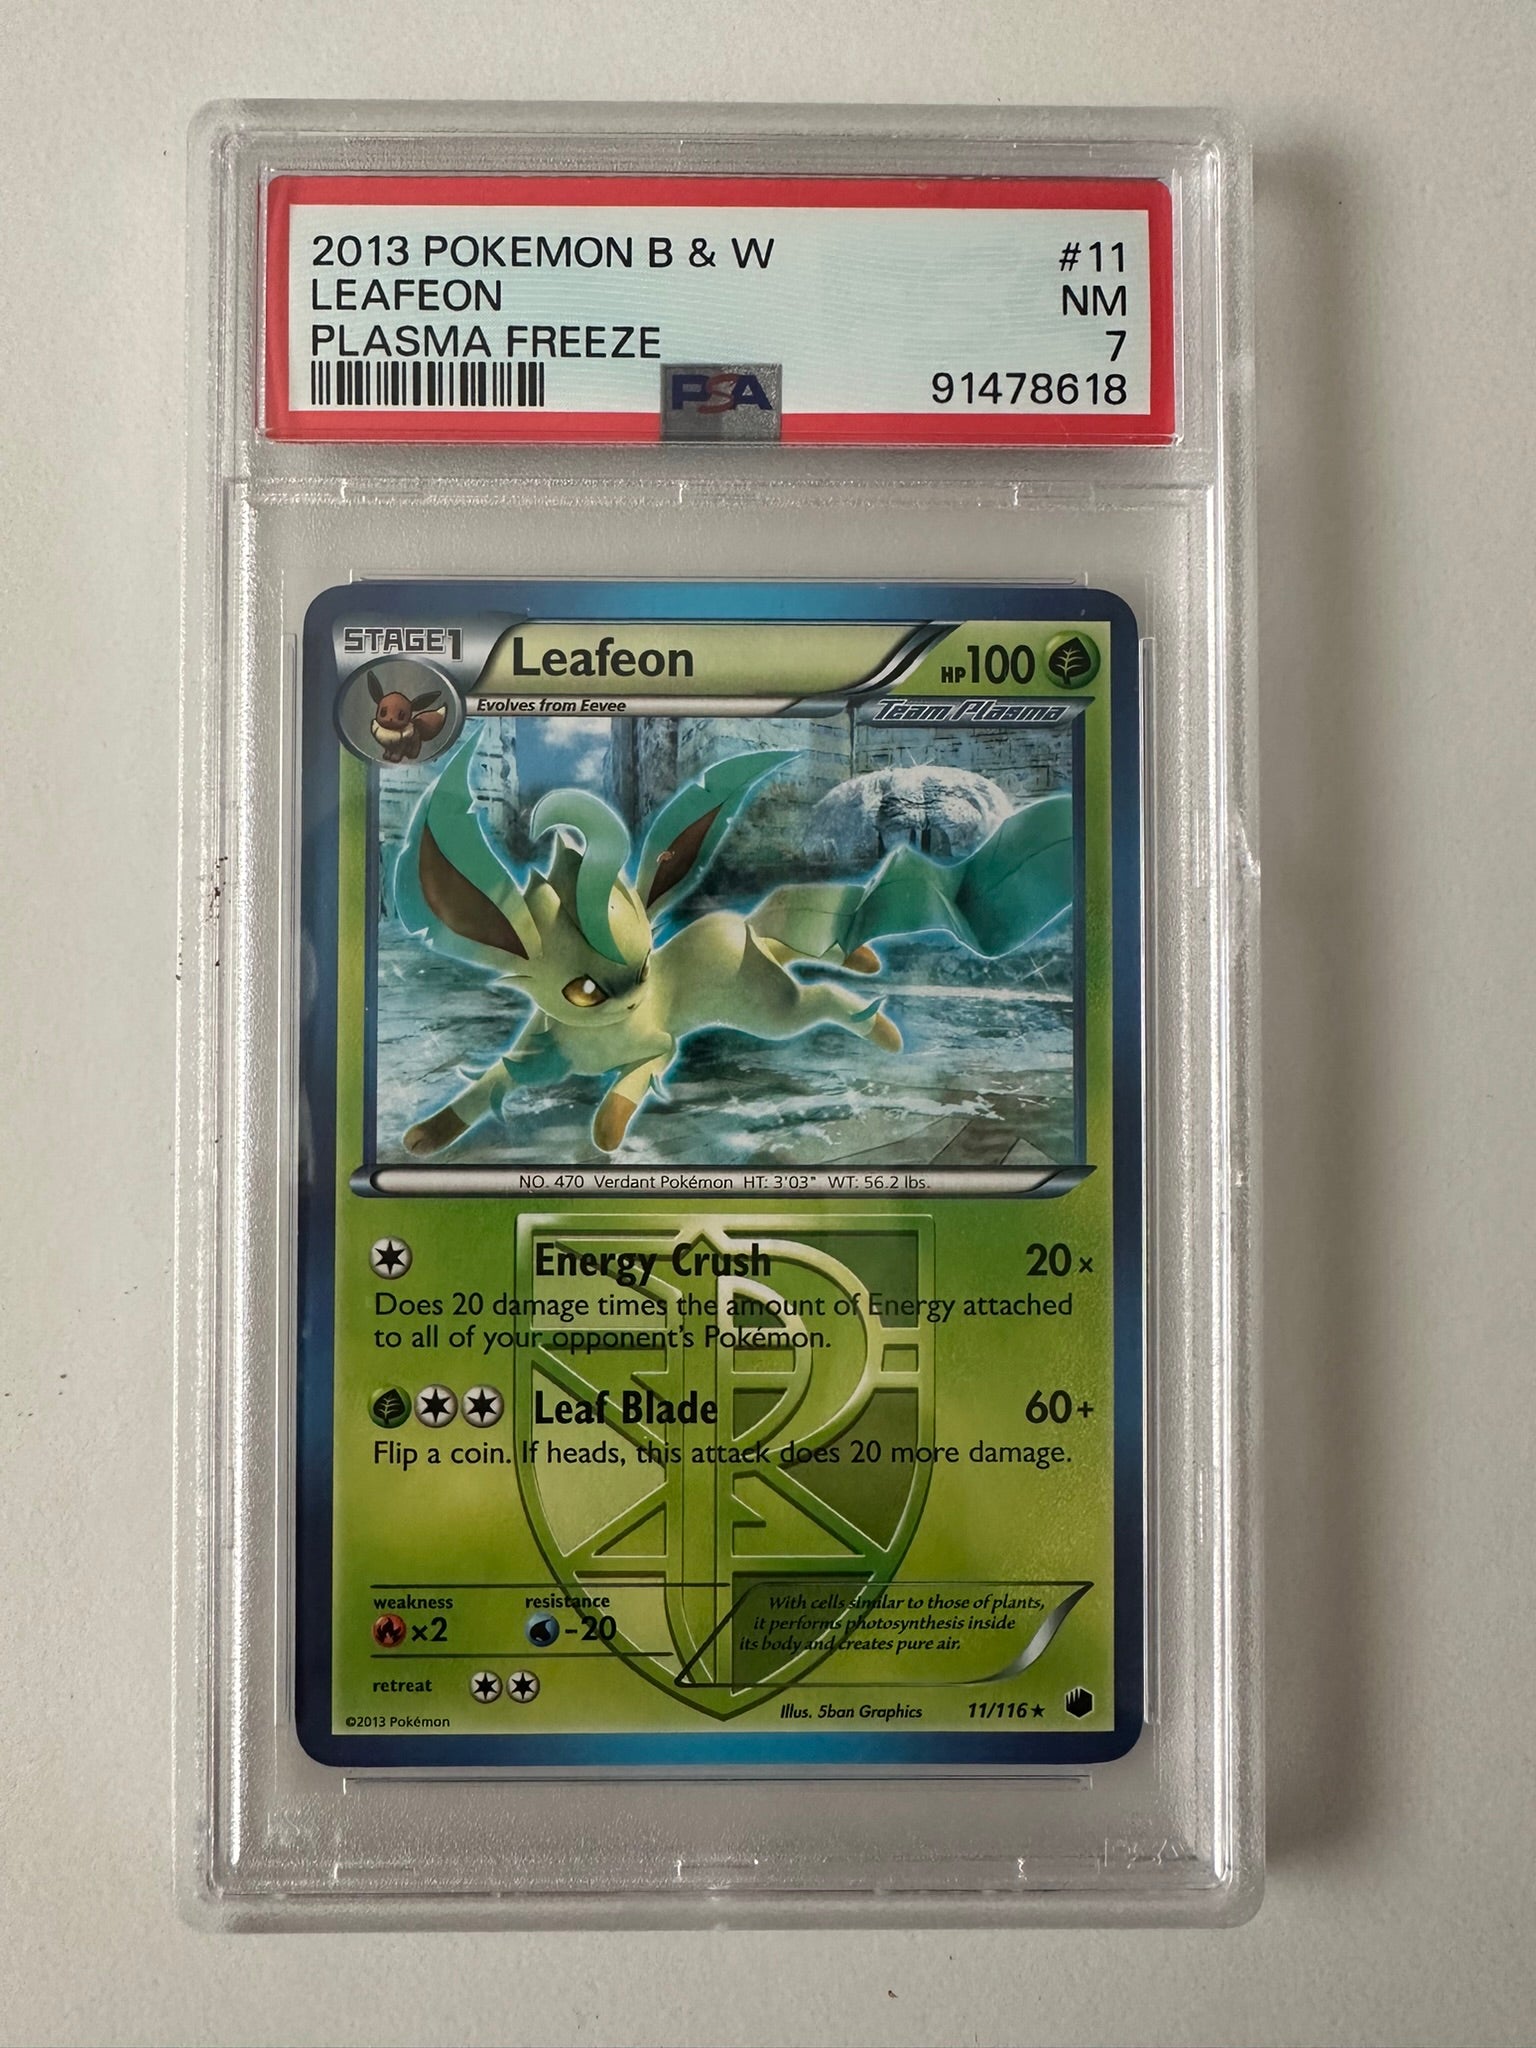 2013 POKEMON B & W #11
LEAFEON NM
PLASMA FREEZE 7
PSA 91478618
STAGE1 Leafeon HP100
Evolves from Eevee Team Plasma
NO. 470 Verdant Pokémon HT: 3'03" WT: 56.2 lbs.
Energy Crush 20×
Does 20 damage times the amount of Energy attached
to all of your opponent's Pokémon.
Leaf Blade 60+
Flip a coin. If heads, this attack does 20 more damage.
weakness resistance
×2 -20
With cells similar to those of plants,
it performs photosynthesis inside
its body and creates pure air.
retreat
Illus. 5ban Graphics 11/116★
©2013 Pokémon